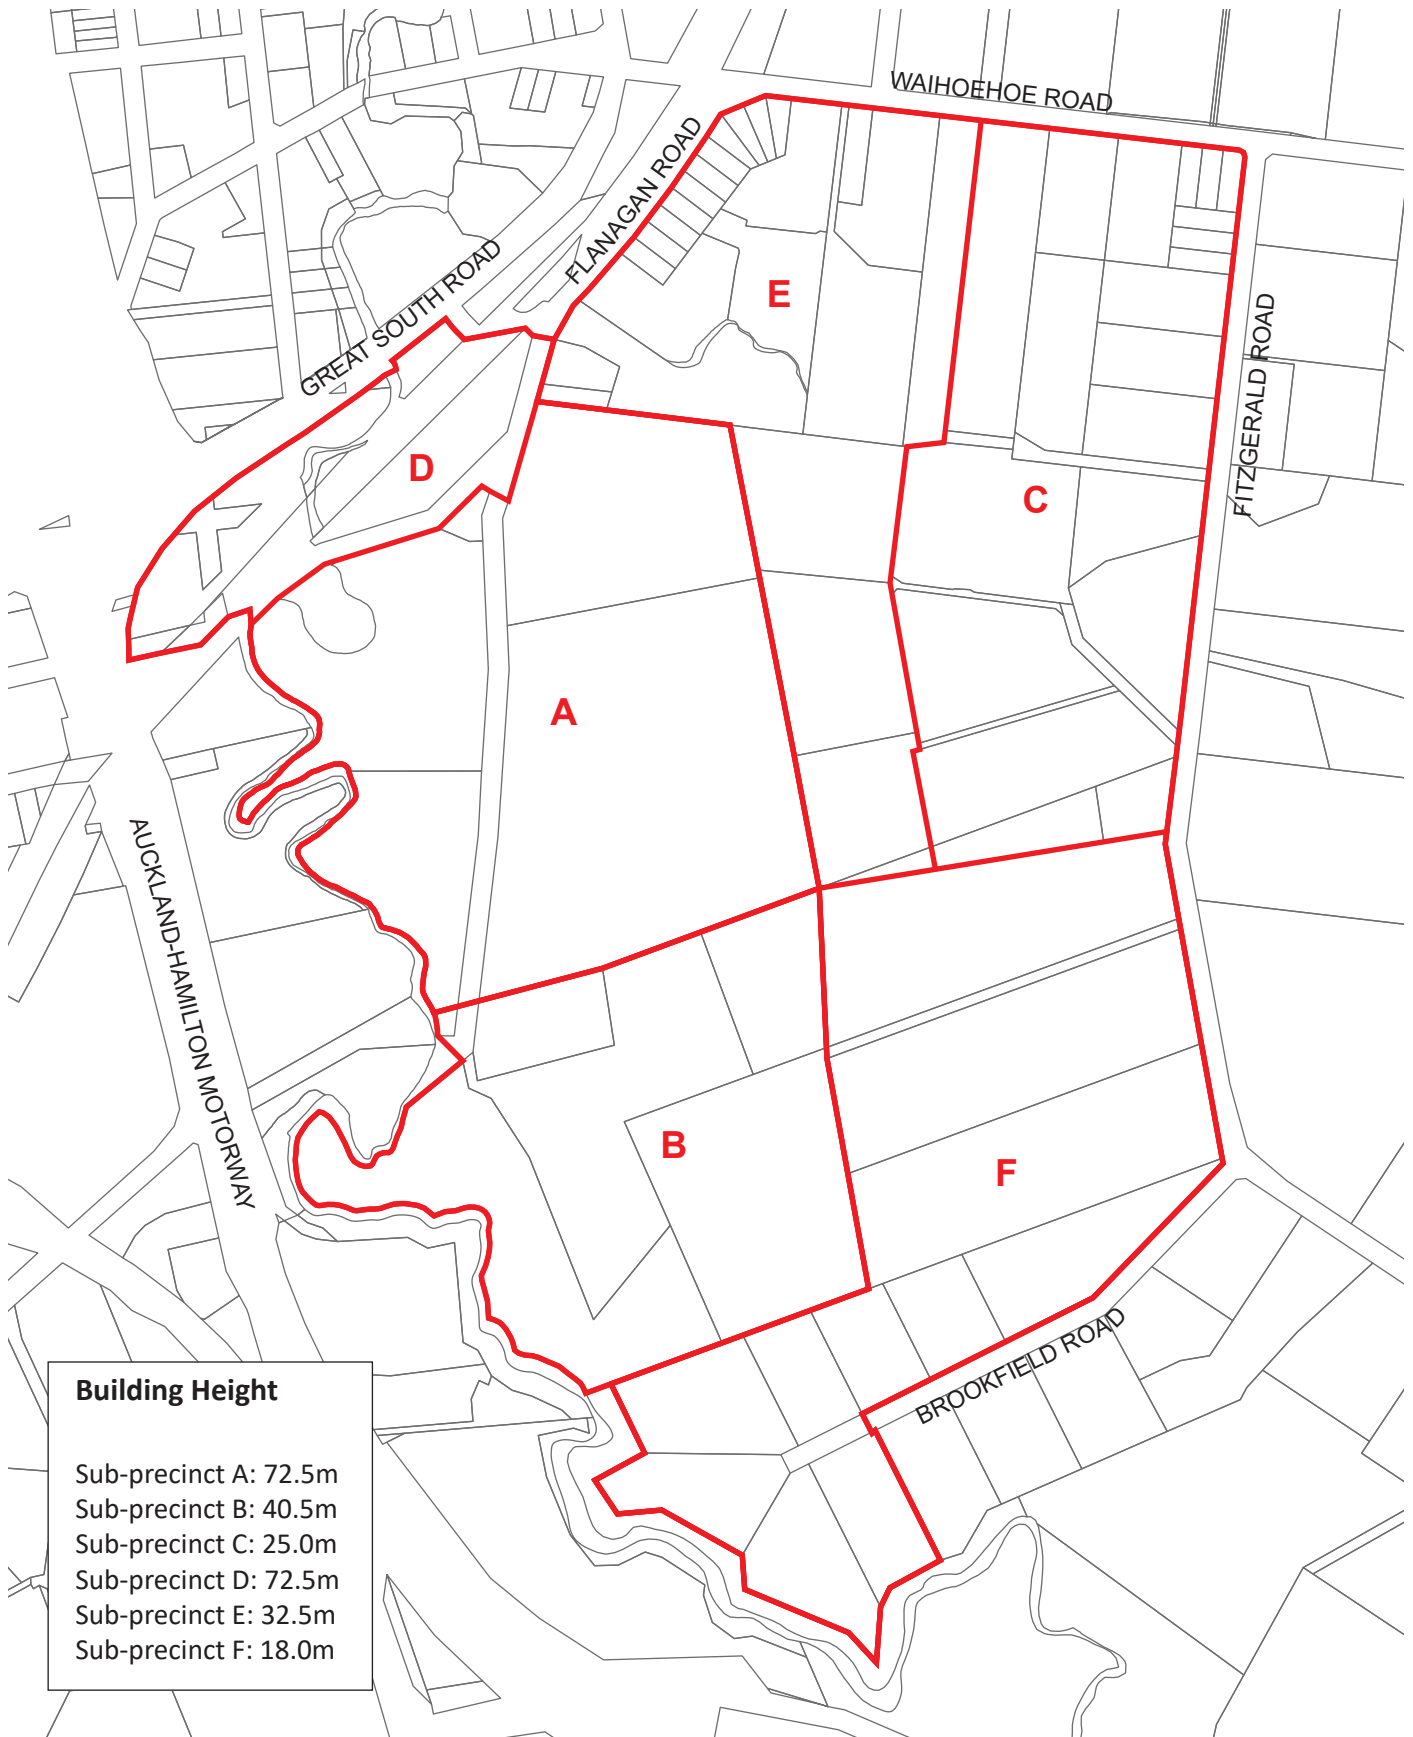 WAIHOEHOE ROAD
FLANAGAN ROAD
GREAT SOUTH ROAD
E
FITZGERALD ROAD
D
C
A
AUCKLAND-HAMILTON MOTORWAY
B
F
BROOKFIELD ROAD
Building Height
Sub-precinct A: 72.5m
Sub-precinct B: 40.5m
Sub-precinct C: 25.0m
Sub-precinct D: 72.5m
Sub-precinct E: 32.5m
Sub-precinct F: 18.0m